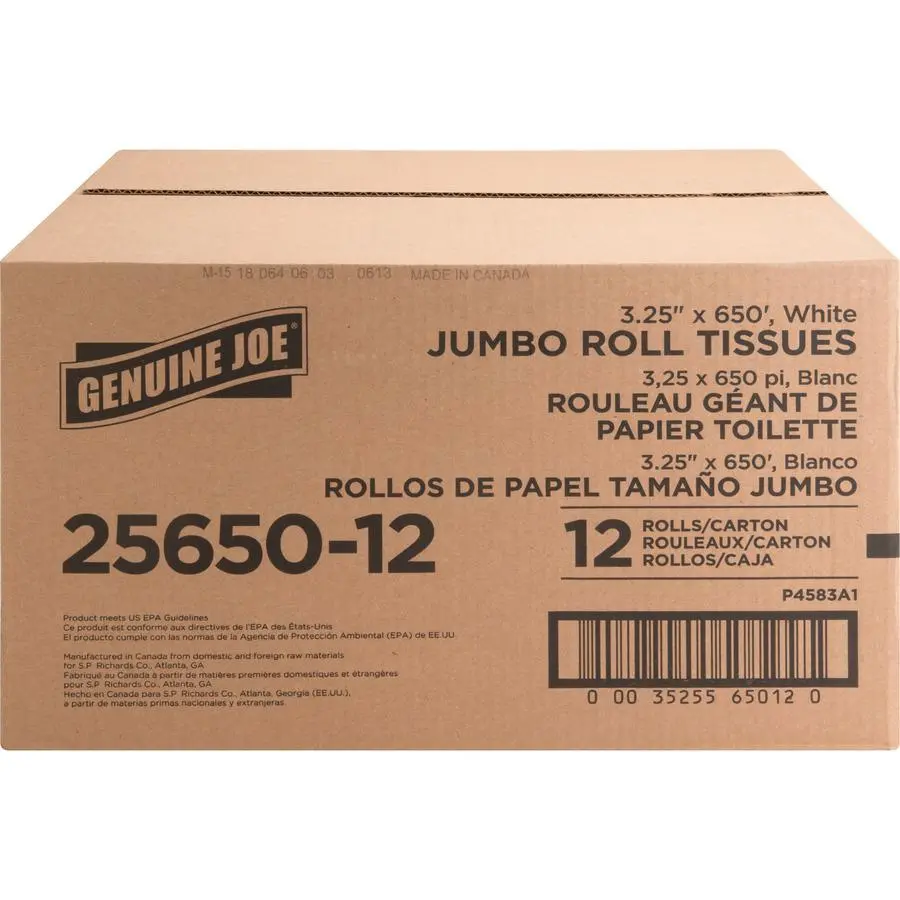 M-15 18 064 06 03 0613 MADE IN CANADA
GENUINE JOE®
3.25" x 650', White
JUMBO ROLL TISSUES
3,25 x 650 pi, Blanc
ROULEAU GÉANT DE
PAPIER TOILETTE
3.25" x 650', Blanco
ROLLOS DE PAPEL TAMAÑO JUMBO
25650-12
12
ROLLS/CARTON
ROULEAUX/CARTON
ROLLOS/CAJA
P4583A1
Product meets US EPA Guidelines
Ce produit est conforme aux directives de l'EPA des États-Unis
El producto cumple con las normas de la Agencia de Protección Ambiental (EPA) de EE.UU
Manufactured in Canada from domestic and foreign raw materials
for S.P. Richards Co., Atlanta, GA
Fabriqué au Canada à partir de matières premières domestiques et étrangères
pour S.P. Richards Co., Atlanta, GA
Hecho en Canada para S.P. Richards Co., Atlanta, Georgia (EE.UU.),
a partir de materias primas nacionales y extranjeras.
0 00 35255 65012 0